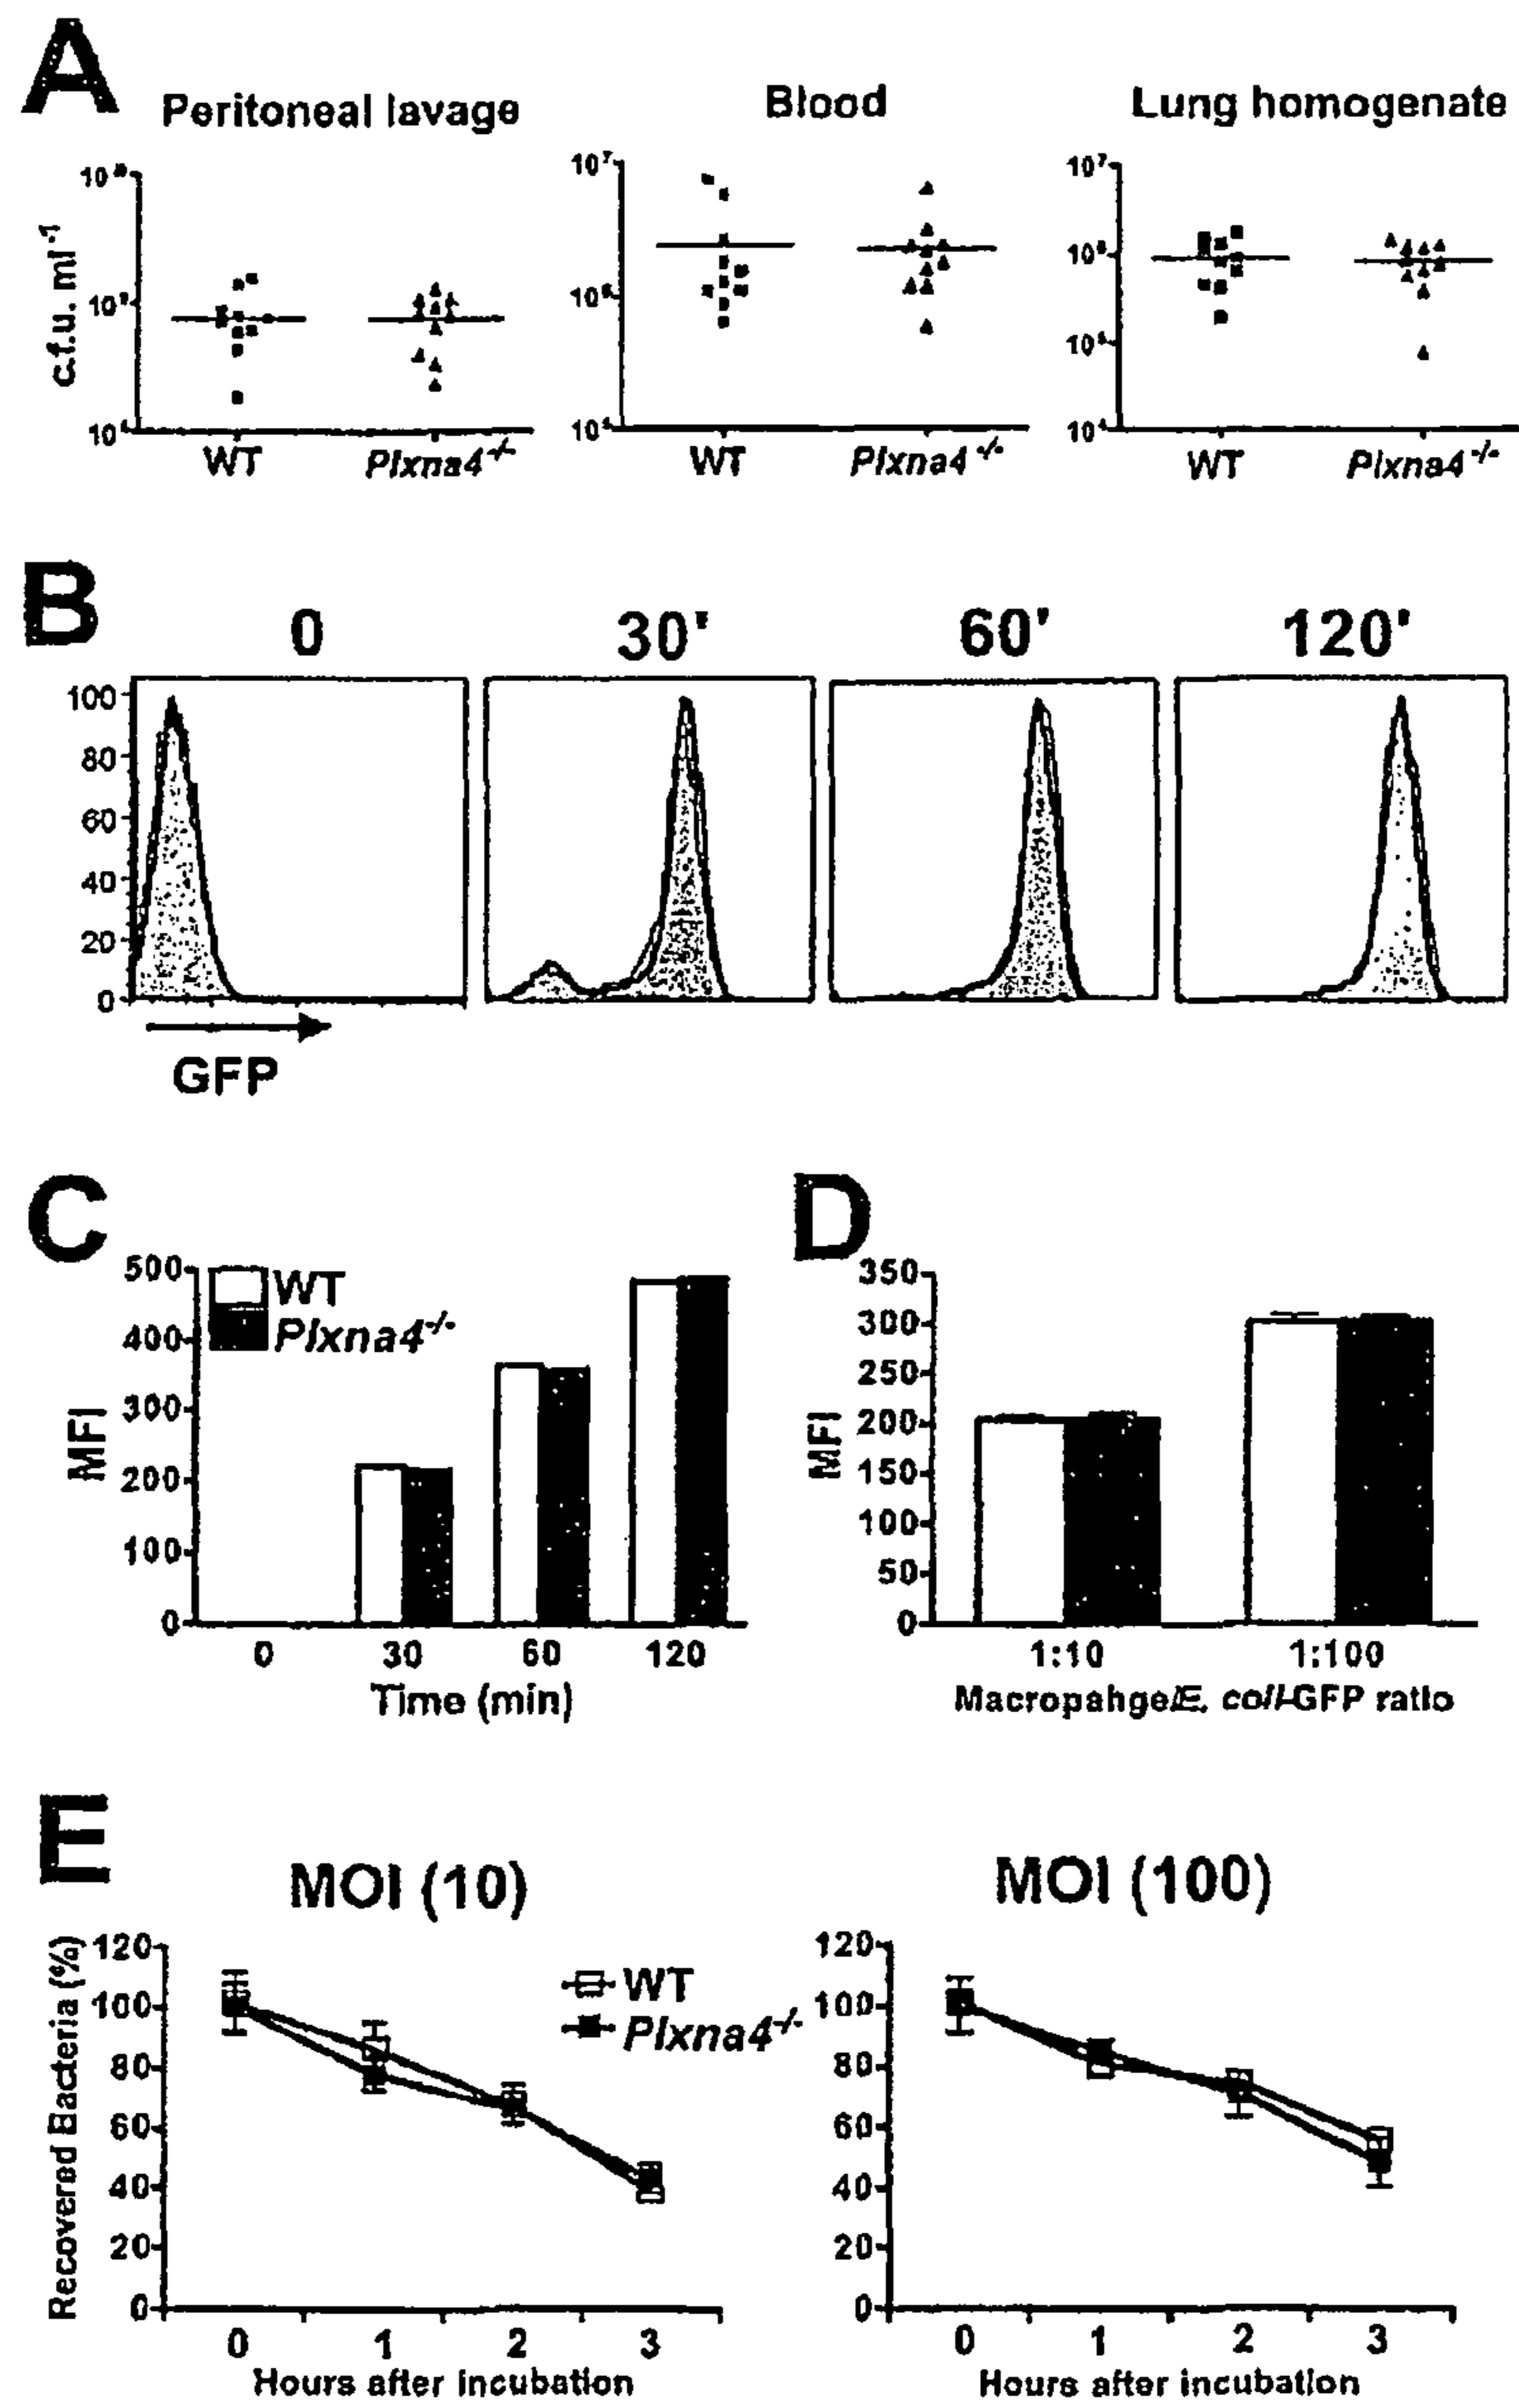 A
Peritoneal lavage
Blood
Lung homogenate
c.f.u. ml⁻¹
10⁷
10⁶
10⁵
10⁷
10⁶
10⁵
10⁴
WT
Plxna4⁻/⁻
WT
Plxna4⁻/⁻
WT
Plxna4⁻/⁻
B
0
30'
60'
120'
100
80
60
40
20
0
GFP
C
500
400
300
200
100
0
MFI
WT
Plxna4⁻/⁻
0
30
60
120
Time (min)
D
350
300
250
200
150
100
50
0
MFI
1:10
1:100
Macropahge/E. coli-GFP ratio
E
MOI (10)
MOI (100)
Recovered Bacteria (%)
120
100
80
60
40
20
0
WT
Plxna4⁻/⁻
120
100
80
60
40
20
0
0
1
2
3
Hours after incubation
0
1
2
3
Hours after incubation